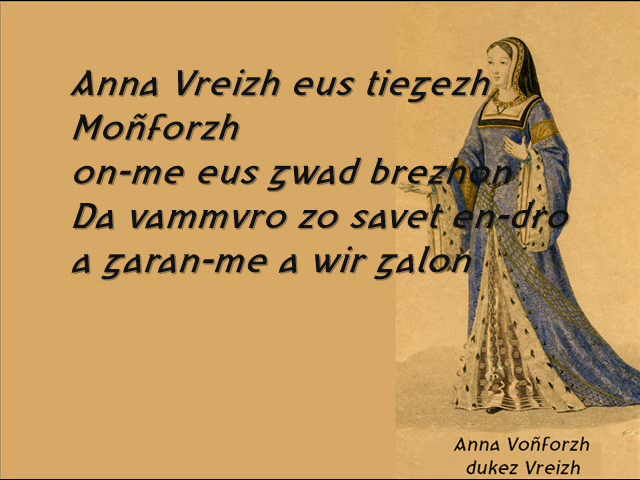 Anna Vreizh eus tiegezh
Moñforzh
on-me eus gwad brezhon
Da vammvro zo savet en-dro
a garan-me a wir galon
Anna Voñforzh
dukez Vreizh